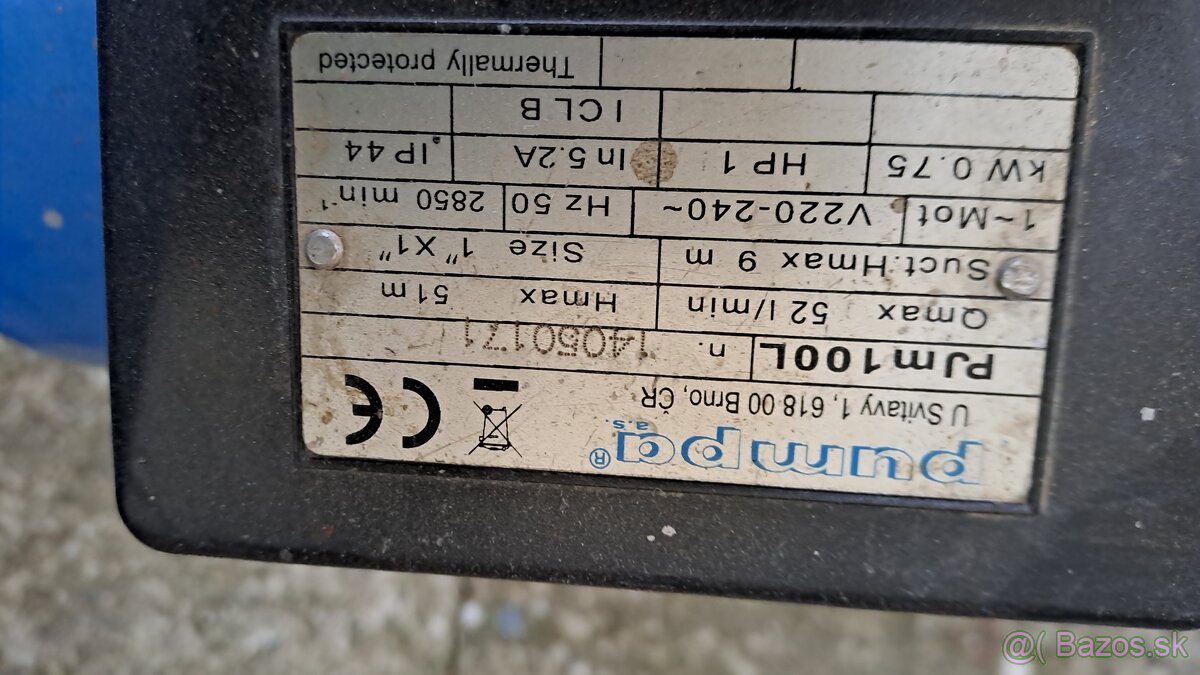 pumpa®
a.s.
U Svitavy 1, 618 00 Brno, ČR
CE
PJm100L n. 14050171
Qmax 52 l/min Hmax 51m
Suct.Hmax 9 m Size 1" X1"
1~Mot V220-240~ Hz 50 2850 min⁻¹
kW 0.75 HP 1 In 5.2A IP 44
I CL B
Thermally protected
@( Bazos.sk